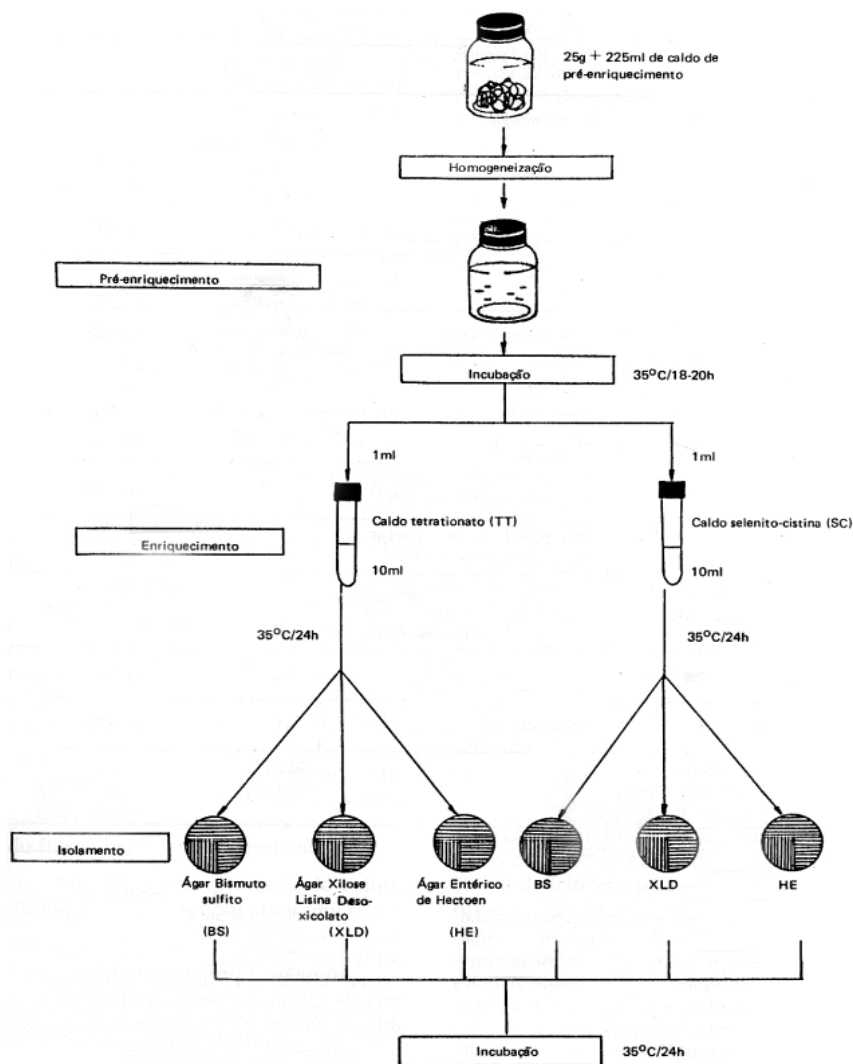 25g + 225ml de caldo de
pré-enriquecimento
Homogeneização
Pré-enriquecimento
Incubação
35°C/18-20h
1ml
1ml
Caldo tetrationato (TT)
Caldo selenito-cistina (SC)
Enriquecimento
10ml
10ml
35°C/24h
35°C/24h
Isolamento
Ágar Bismuto
sulfito
(BS)
Ágar Xilose
Lisina Deso-
xicolato
(XLD)
Ágar Entérico
de Hectoen
(HE)
BS
XLD
HE
Incubação
35°C/24h